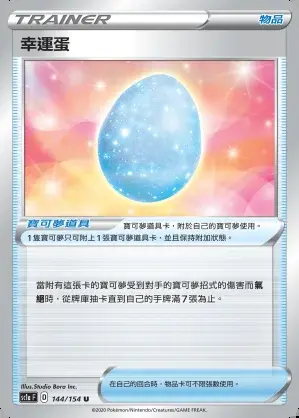 TRAINER 物品
幸運蛋
寶可夢道具 寶可夢道具卡,附於自己的寶可夢使用。
1隻寶可夢只可附上1張寶可夢道具卡,並且保持附加狀態。
當附有這張卡的寶可夢受到對手的寶可夢招式的傷害而氣
絕時,從牌庫抽卡直到自己的手牌滿7張為止。
Illus. Studio Bora Inc.
sc1a F 144/154 U
在自己的回合時,物品卡可不限張數使用。
©2020 Pokémon/Nintendo/Creatures/GAME FREAK.